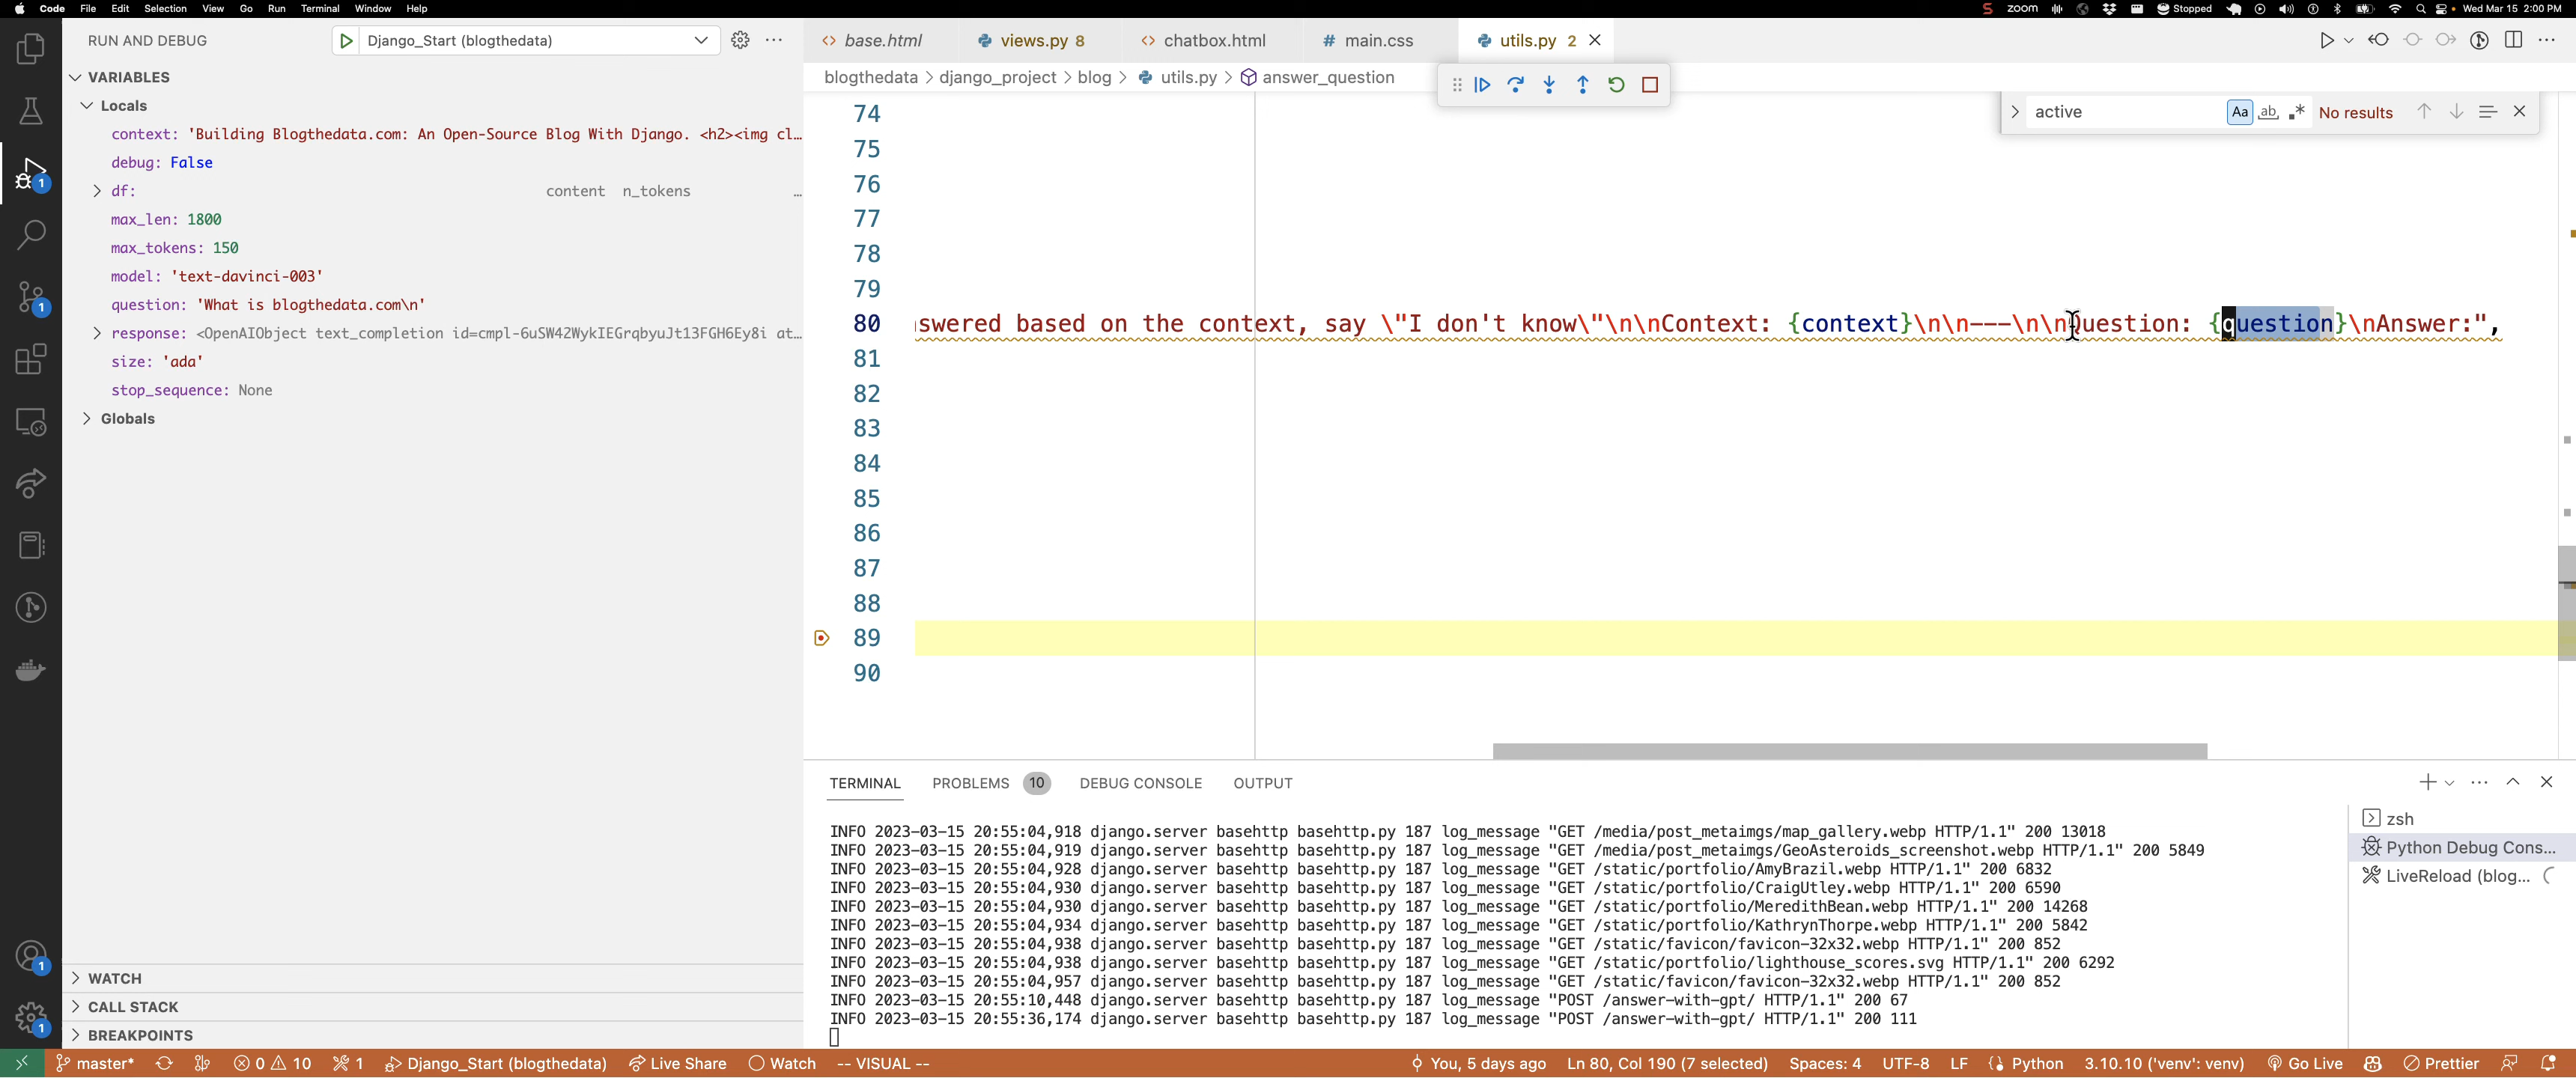 Code File Edit Selection View Go Run Terminal Window Help zoom Stopped Wed Mar 15 2:00 PM
RUN AND DEBUG Django_Start (blogthedata)
VARIABLES
Locals
context: 'Building Blogthedata.com: An Open-Source Blog With Django. <h2><img cl…
debug: False
df: content n_tokens …
max_len: 1800
max_tokens: 150
model: 'text-davinci-003'
question: 'What is blogthedata.com\n'
response: <OpenAIObject text_completion id=cmpl-6uSW42WykIEGrqbyuJt13FGH6Ey8i at…
size: 'ada'
stop_sequence: None
Globals
WATCH
CALL STACK
BREAKPOINTS
base.html views.py 8 chatbox.html main.css utils.py 2
blogthedata > django_project > blog > utils.py > answer_question
active Aa ab No results
74
75
76
77
78
79
80 swered based on the context, say \"I don't know\"\n\nContext: {context}\n\n---\n\nQuestion: {question}\nAnswer:",
81
82
83
84
85
86
87
88
89
90
TERMINAL PROBLEMS 10 DEBUG CONSOLE OUTPUT
INFO 2023-03-15 20:55:04,918 django.server basehttp basehttp.py 187 log_message "GET /media/post_metaimgs/map_gallery.webp HTTP/1.1" 200 13018
INFO 2023-03-15 20:55:04,919 django.server basehttp basehttp.py 187 log_message "GET /media/post_metaimgs/GeoAsteroids_screenshot.webp HTTP/1.1" 200 5849
INFO 2023-03-15 20:55:04,928 django.server basehttp basehttp.py 187 log_message "GET /static/portfolio/AmyBrazil.webp HTTP/1.1" 200 6832
INFO 2023-03-15 20:55:04,930 django.server basehttp basehttp.py 187 log_message "GET /static/portfolio/CraigUtley.webp HTTP/1.1" 200 6590
INFO 2023-03-15 20:55:04,930 django.server basehttp basehttp.py 187 log_message "GET /static/portfolio/MeredithBean.webp HTTP/1.1" 200 14268
INFO 2023-03-15 20:55:04,934 django.server basehttp basehttp.py 187 log_message "GET /static/portfolio/KathrynThorpe.webp HTTP/1.1" 200 5842
INFO 2023-03-15 20:55:04,938 django.server basehttp basehttp.py 187 log_message "GET /static/favicon/favicon-32x32.webp HTTP/1.1" 200 852
INFO 2023-03-15 20:55:04,938 django.server basehttp basehttp.py 187 log_message "GET /static/portfolio/lighthouse_scores.svg HTTP/1.1" 200 6292
INFO 2023-03-15 20:55:04,957 django.server basehttp basehttp.py 187 log_message "GET /static/favicon/favicon-32x32.webp HTTP/1.1" 200 852
INFO 2023-03-15 20:55:10,448 django.server basehttp basehttp.py 187 log_message "POST /answer-with-gpt/ HTTP/1.1" 200 67
INFO 2023-03-15 20:55:36,174 django.server basehttp basehttp.py 187 log_message "POST /answer-with-gpt/ HTTP/1.1" 200 111
zsh
Python Debug Cons...
LiveReload (blog...
master* 0 10 1 Django_Start (blogthedata) Live Share Watch -- VISUAL -- You, 5 days ago Ln 80, Col 190 (7 selected) Spaces: 4 UTF-8 LF Python 3.10.10 ('venv': venv) Go Live Prettier